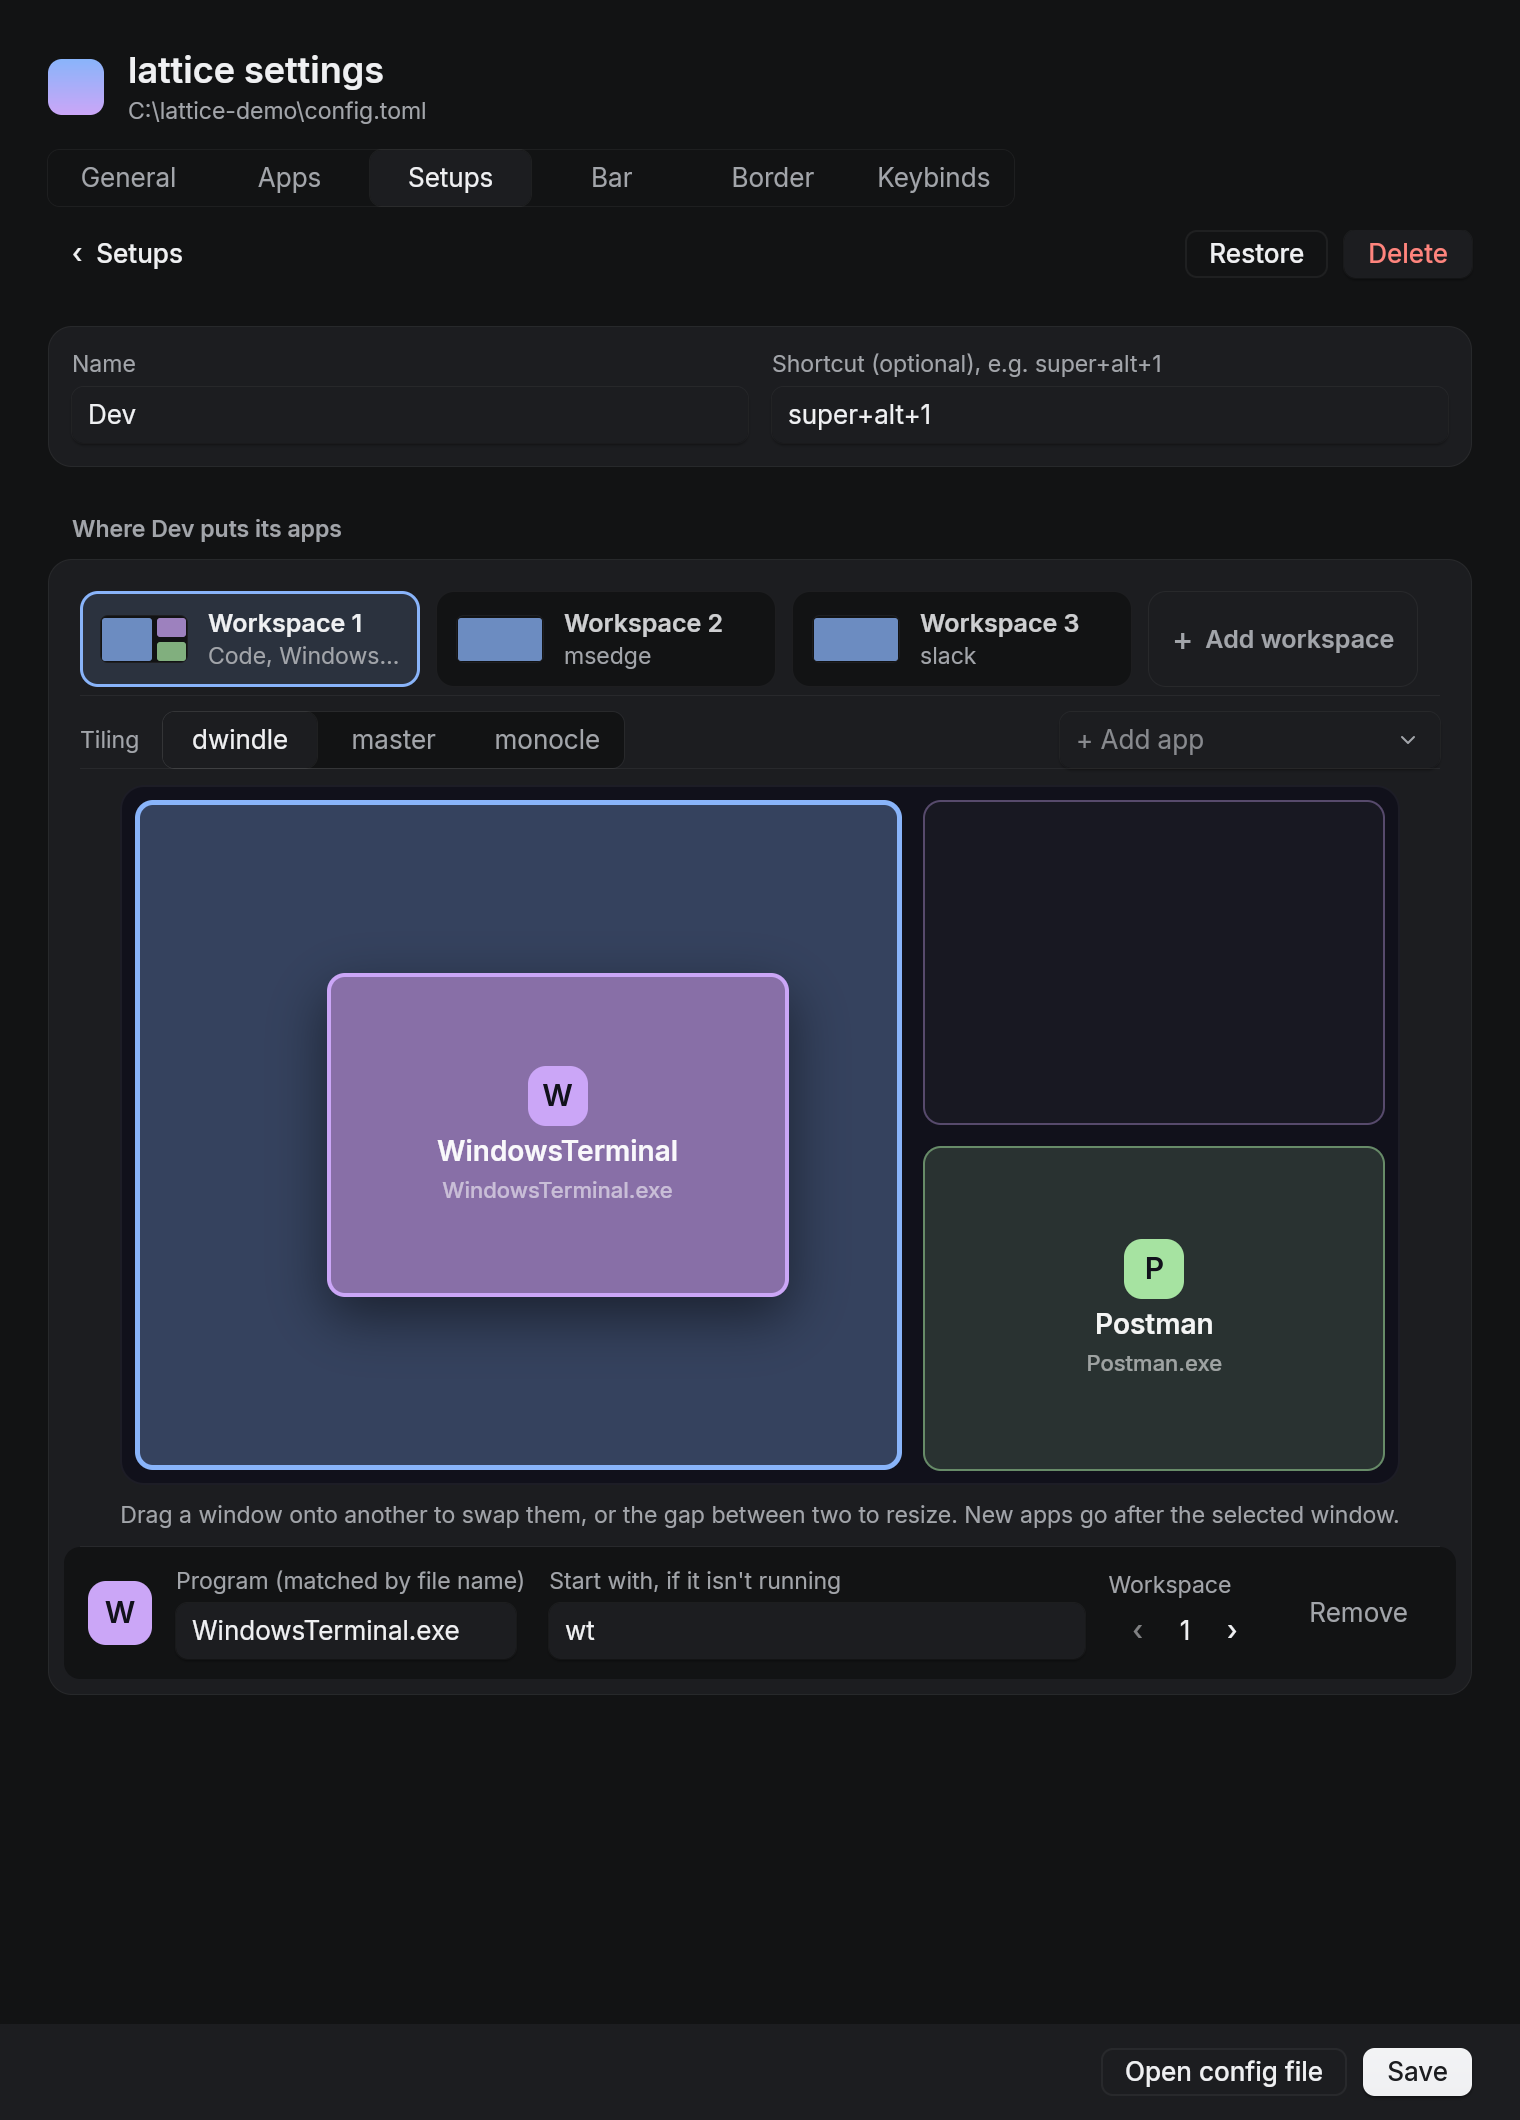 lattice settings
C:\lattice-demo\config.toml
General Apps Setups Bar Border Keybinds
‹ Setups Restore Delete
Name Shortcut (optional), e.g. super+alt+1
Dev super+alt+1
Where Dev puts its apps
Workspace 1 Workspace 2 Workspace 3 + Add workspace
Code, Windows... msedge slack
Tiling dwindle master monocle + Add app
W
WindowsTerminal
WindowsTerminal.exe
P
Postman
Postman.exe
Drag a window onto another to swap them, or the gap between two to resize. New apps go after the selected window.
Program (matched by file name) Start with, if it isn't running Workspace
W WindowsTerminal.exe wt ‹ 1 › Remove
Open config file Save